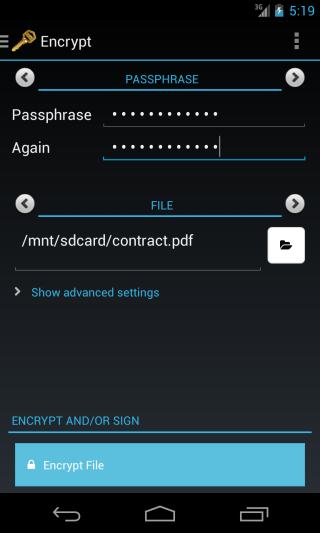 3G 5:19
Encrypt
PASSPHRASE
Passphrase ••••••••••••
Again ••••••••••••
FILE
/mnt/sdcard/contract.pdf
Show advanced settings
ENCRYPT AND/OR SIGN
Encrypt File